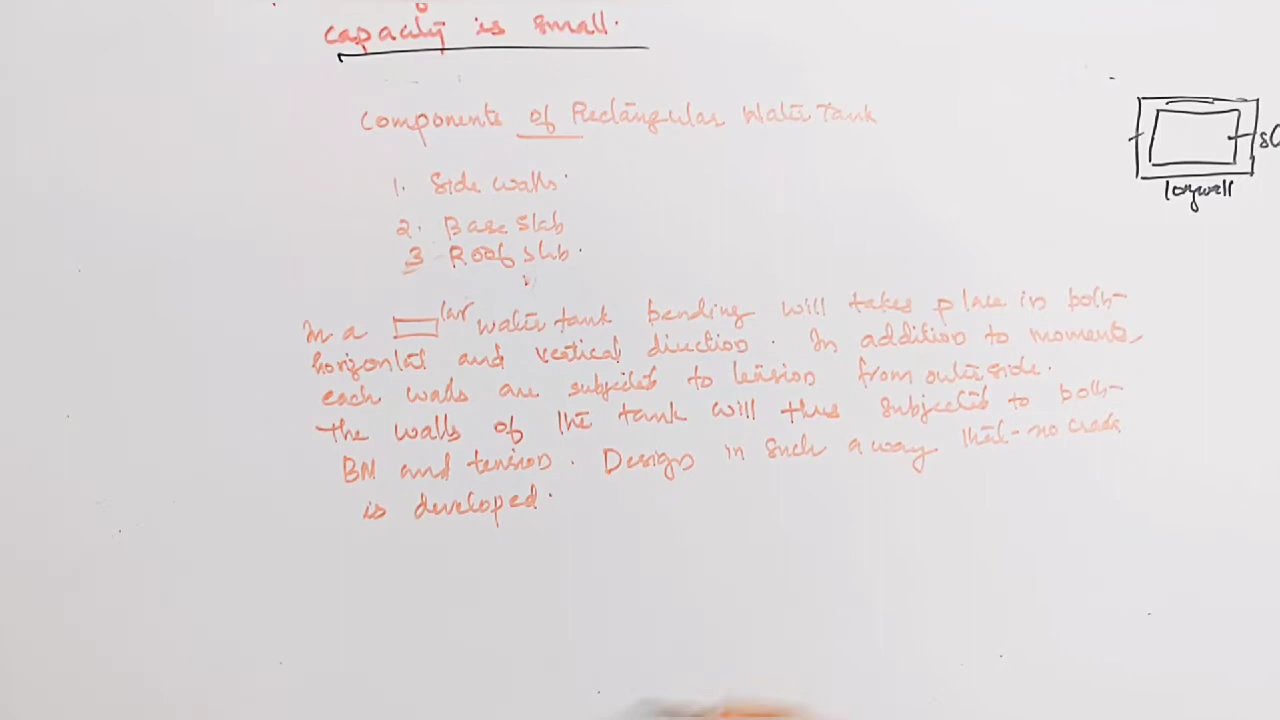 capacity is small.
Components of Rectangular Water Tank
1. Side walls
2. Base Slab
3 Roof slab.
In a lar water tank bending will takes place in both
horizontal and vertical direction. In addition to moments
each walls are subjected to tension from outer side.
The walls of the tank will thus subjected to both
BM and tension. Design in such a way that no cracks
is developed.
long wall